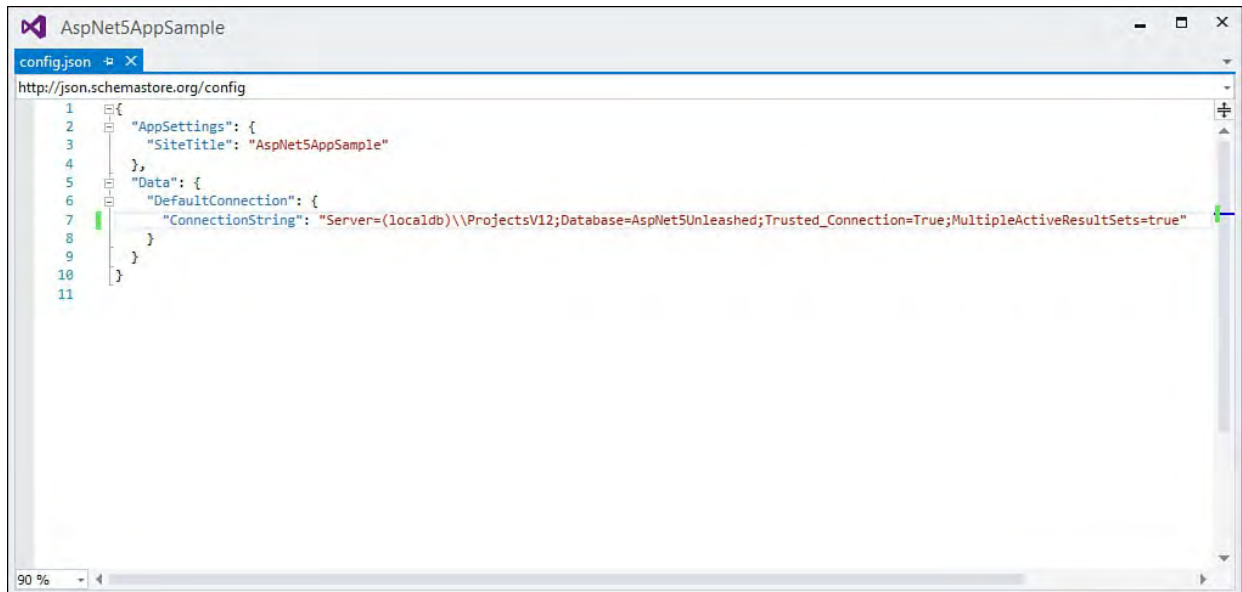 AspNet5AppSample
config.json
http://json.schemastore.org/config
1 {
2 "AppSettings": {
3 "SiteTitle": "AspNet5AppSample"
4 },
5 "Data": {
6 "DefaultConnection": {
7 "ConnectionString": "Server=(localdb)\\ProjectsV12;Database=AspNet5Unleashed;Trusted_Connection=True;MultipleActiveResultSets=true"
8 }
9 }
10 }
11
90 %